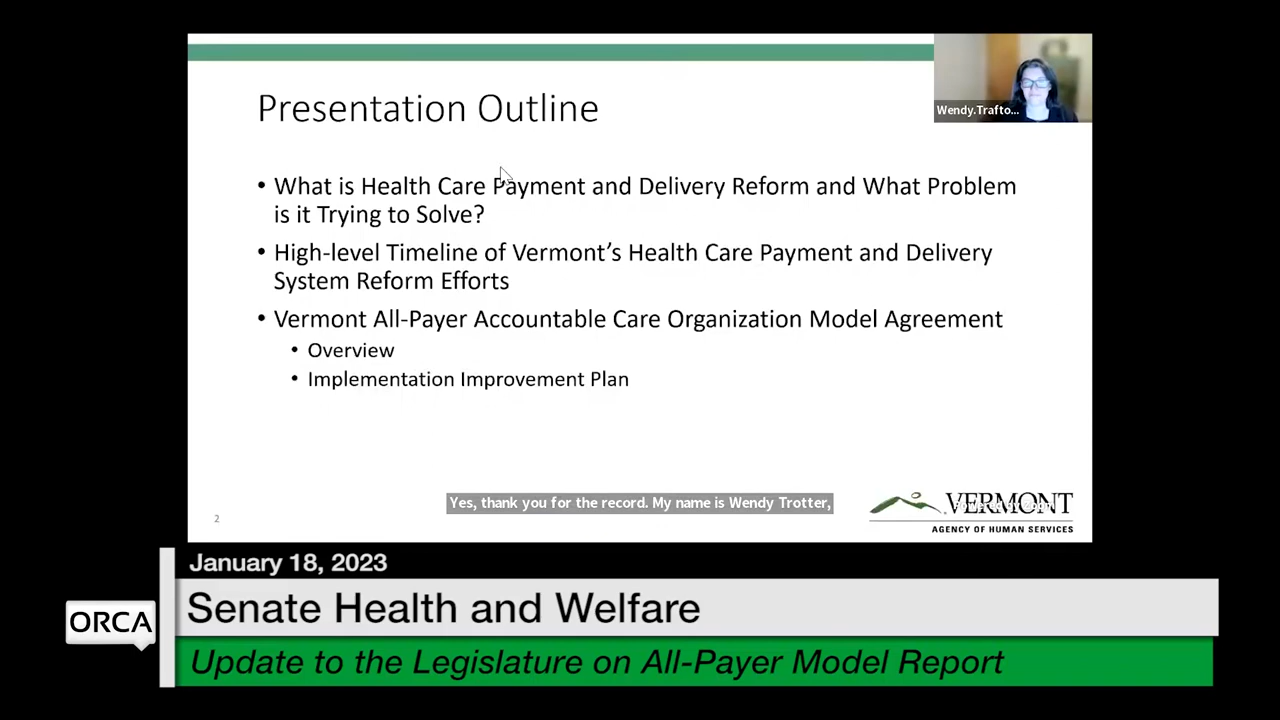 Presentation Outline
Wendy.Trafto...
• What is Health Care Payment and Delivery Reform and What Problem
is it Trying to Solve?
• High-level Timeline of Vermont’s Health Care Payment and Delivery
System Reform Efforts
• Vermont All-Payer Accountable Care Organization Model Agreement
• Overview
• Implementation Improvement Plan
Yes, thank you for the record. My name is Wendy Trotter,
2
VERMONT
AGENCY OF HUMAN SERVICES
January 18, 2023
Senate Health and Welfare
ORCA
Update to the Legislature on All-Payer Model Report